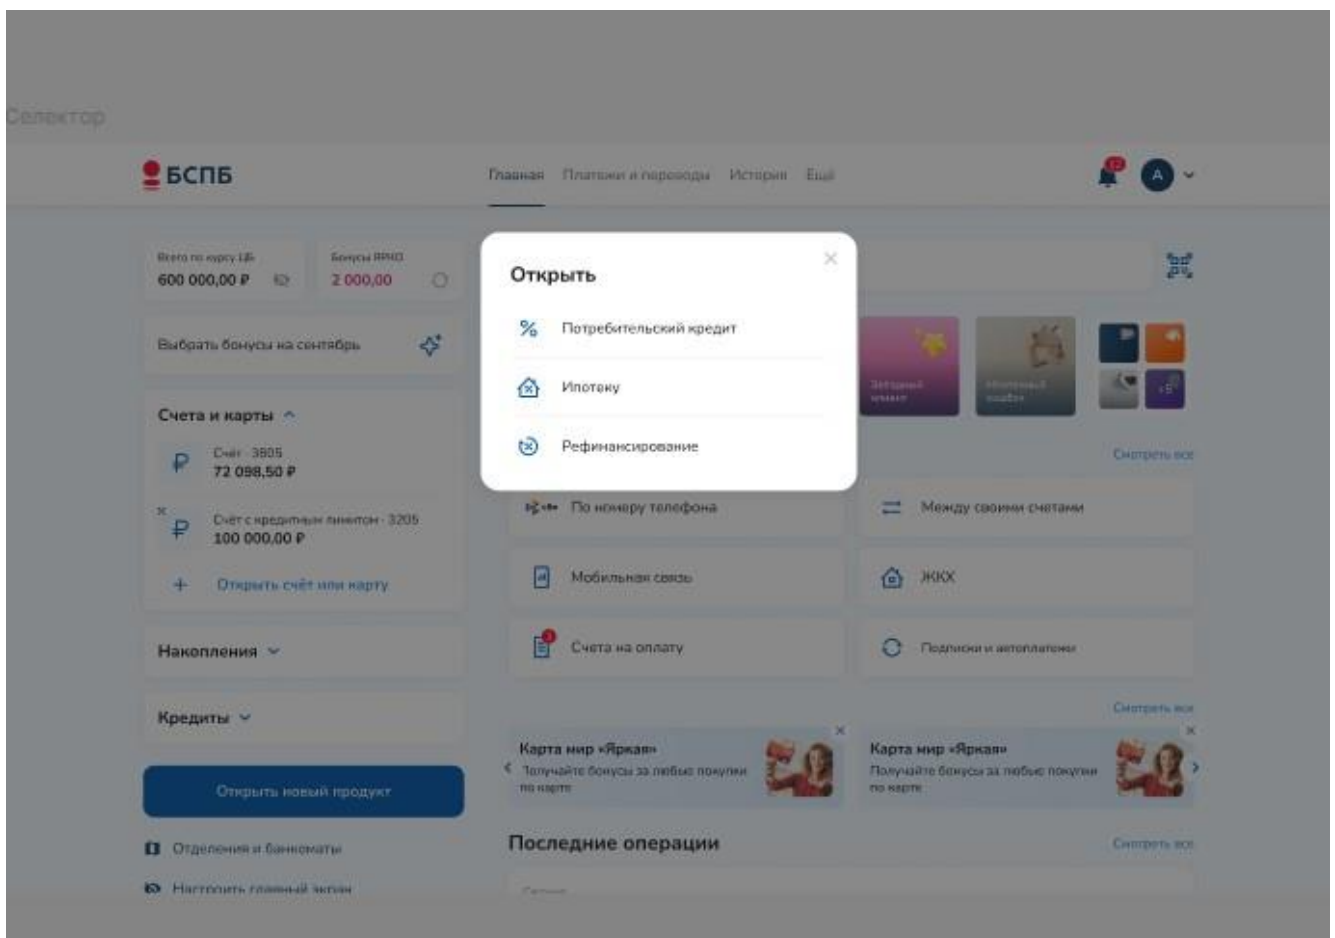 Селектор
БСПБ
Главная Платежи и переводы История Ещё
12
А
Всего по курсу ЦБ
600 000,00 ₽
Бонусы ЯРКО
2 000,00
Выбрать бонусы на сентябрь
Счета и карты
Счёт · 3805
72 098,50 ₽
Счёт с кредитным лимитом · 3205
100 000,00 ₽
+ Открыть счёт или карту
Накопления
Кредиты
Открыть новый продукт
Отделения и банкоматы
Настроить главный экран
Открыть
Потребительский кредит
Ипотеку
Рефинансирование
+5
Смотреть все
По номеру телефона
Между своими счетами
Мобильная связь
ЖКХ
3
Счета на оплату
Подписки и автоплатежи
Смотреть все
Карта мир «Яркая»
Получайте бонусы за любые покупки
по карте
Карта мир «Яркая»
Получайте бонусы за любые покупки
по карте
Последние операции
Смотреть все